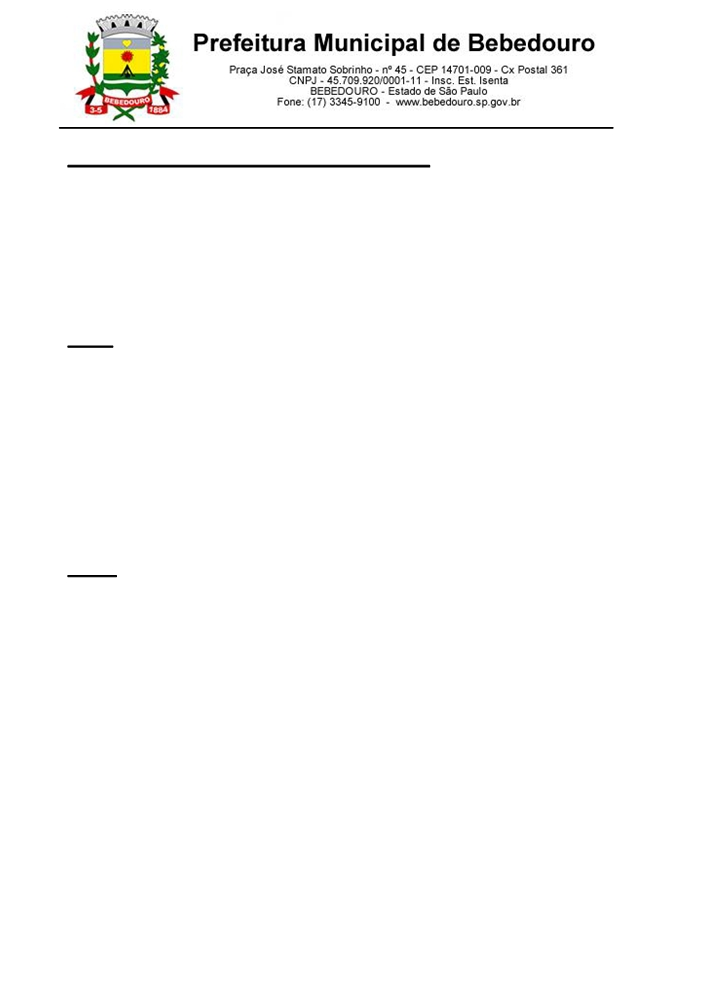 Prefeitura Municipal de Bebedouro
Praça José Stamato Sobrinho - nº 45 - CEP 14701-009 - Cx Postal 361
CNPJ - 45.709.920/0001-11 - Insc. Est. Isenta
BEBEDOURO - Estado de São Paulo
Fone: (17) 3345-9100 - www.bebedouro.sp.gov.br
BEBEDOURO
3-5 1884